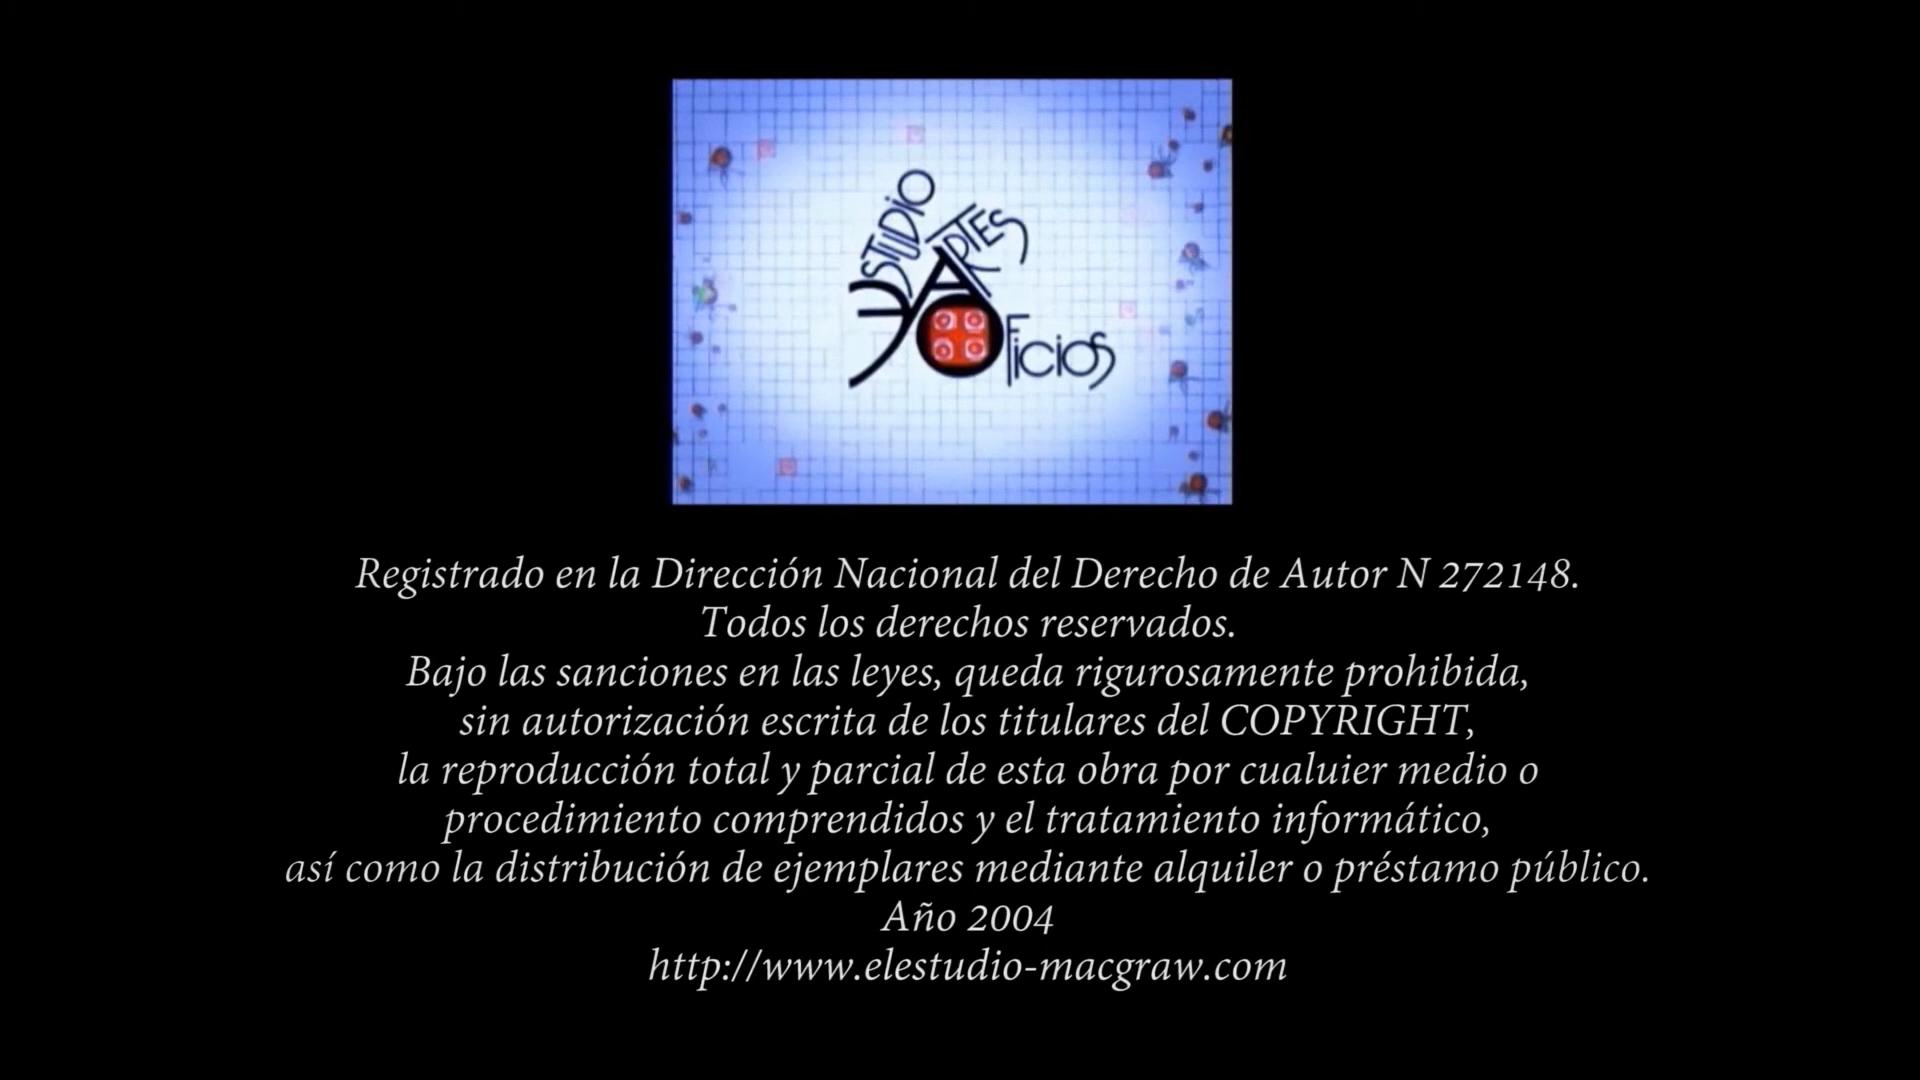 ESTUDIO
ARTES
OFICIOS
Registrado en la Dirección Nacional del Derecho de Autor N 272148.
Todos los derechos reservados.
Bajo las sanciones en las leyes, queda rigurosamente prohibida,
sin autorización escrita de los titulares del COPYRIGHT,
la reproducción total y parcial de esta obra por cualuier medio o
procedimiento comprendidos y el tratamiento informático,
así como la distribución de ejemplares mediante alquiler o préstamo público.
Año 2004
http://www.elestudio-macgraw.com